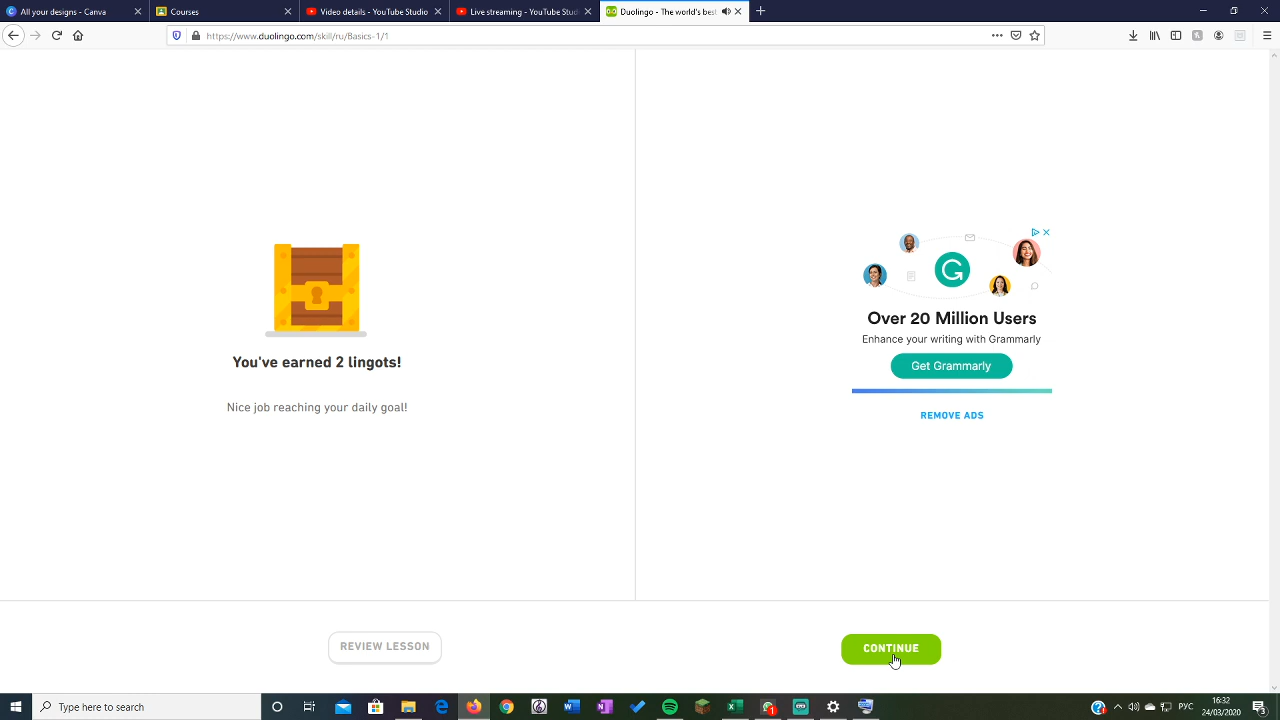 All your designs - Canva
Courses
Video details - YouTube Studio
Live streaming - YouTube Stud
Duolingo - The world's best
https://www.duolingo.com/skill/ru/Basics-1/1
You've earned 2 lingots!
Nice job reaching your daily goal!
Over 20 Million Users
Enhance your writing with Grammarly
Get Grammarly
REMOVE ADS
REVIEW LESSON
CONTINUE
Type here to search
РУС
16:32
24/03/2020